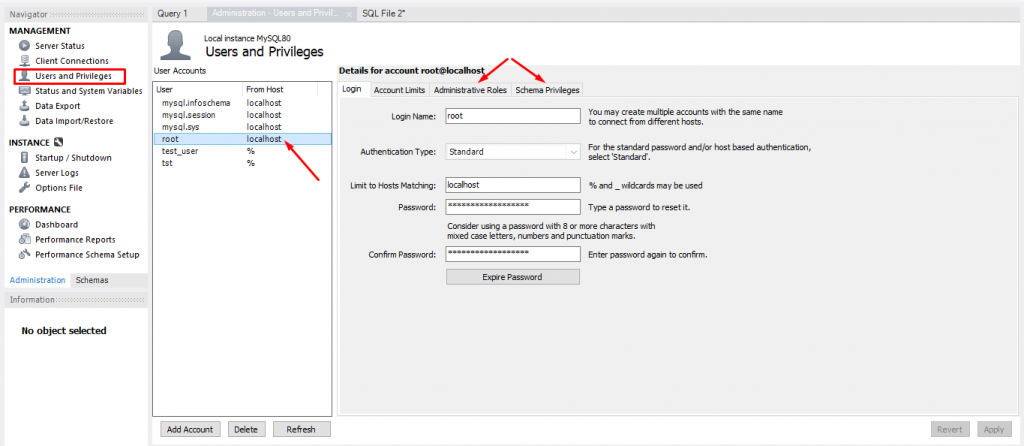 Navigator
MANAGEMENT
Server Status
Client Connections
Users and Privileges
Status and System Variables
Data Export
Data Import/Restore
INSTANCE
Startup / Shutdown
Server Logs
Options File
PERFORMANCE
Dashboard
Performance Reports
Performance Schema Setup
Administration Schemas
Information
No object selected
Query 1 Administration - Users and Privil... x SQL File 2*
Local instance MySQL80
Users and Privileges
User Accounts
User From Host
mysql.infoschema localhost
mysql.session localhost
mysql.sys localhost
root localhost
test_user %
tst %
Add Account Delete Refresh
Details for account root@localhost
Login Account Limits Administrative Roles Schema Privileges
Login Name: root You may create multiple accounts with the same name
to connect from different hosts.
Authentication Type: Standard For the standard password and/or host based authentication,
select 'Standard'.
Limit to Hosts Matching: localhost % and _ wildcards may be used
Password: ****************** Type a password to reset it.
Consider using a password with 8 or more characters with
mixed case letters, numbers and punctuation marks.
Confirm Password: ****************** Enter password again to confirm.
Expire Password
Revert Apply